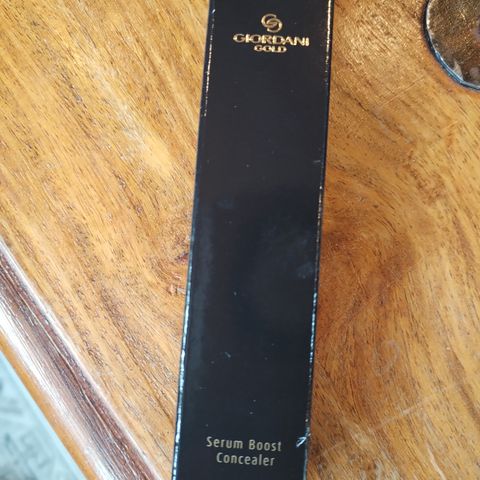 GIORDANI
GOLD
Serum Boost
Concealer